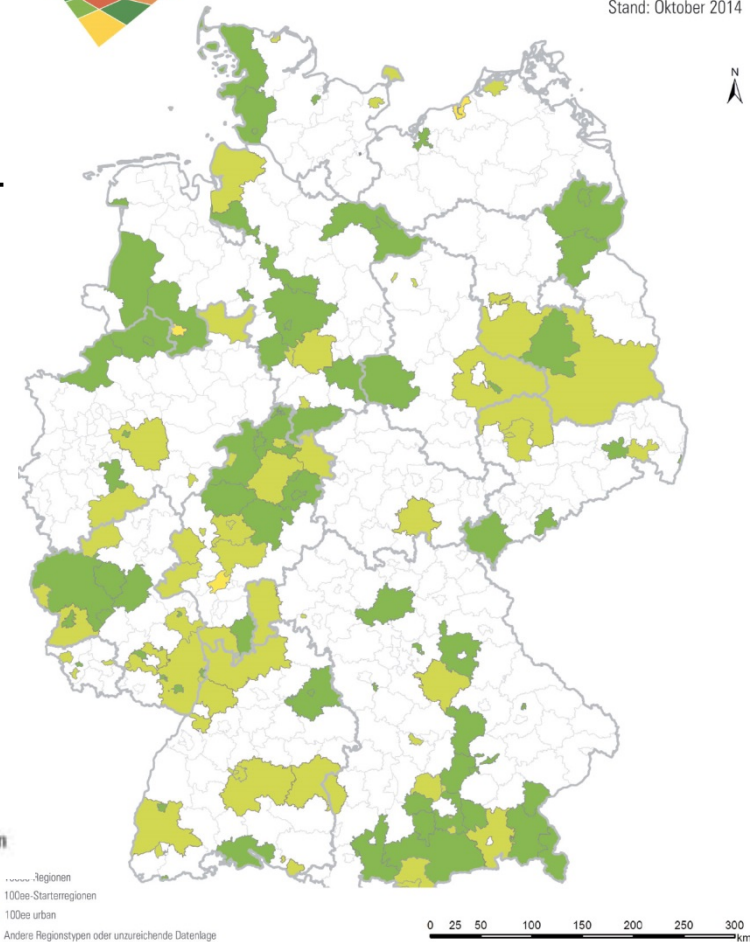 Stand: Oktober 2014
N
Regionen
100ee-Starterregionen
100ee urban
Andere Regionstypen oder unzureichende Datenlage
0 25 50 100 150 200 250 300
km